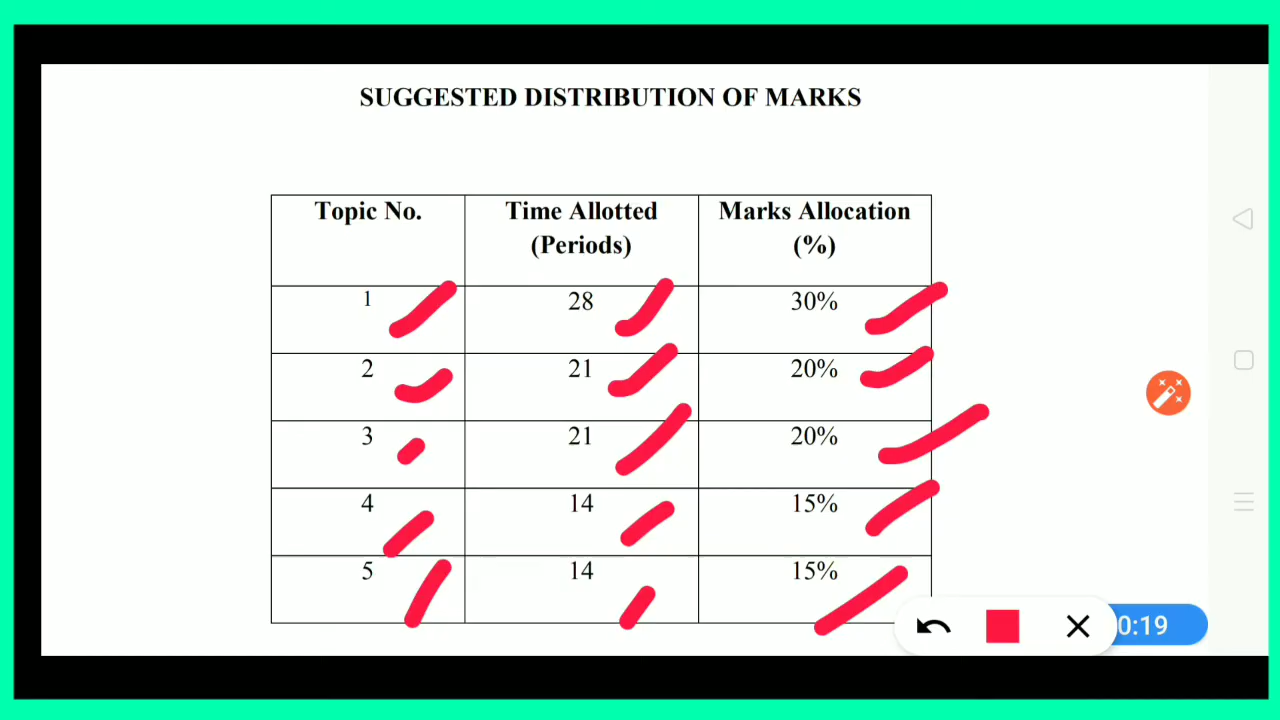 SUGGESTED DISTRIBUTION OF MARKS
Topic No. Time Allotted (Periods) Marks Allocation (%)
1 28 30%
2 21 20%
3 21 20%
4 14 15%
5 14 15%
0:19